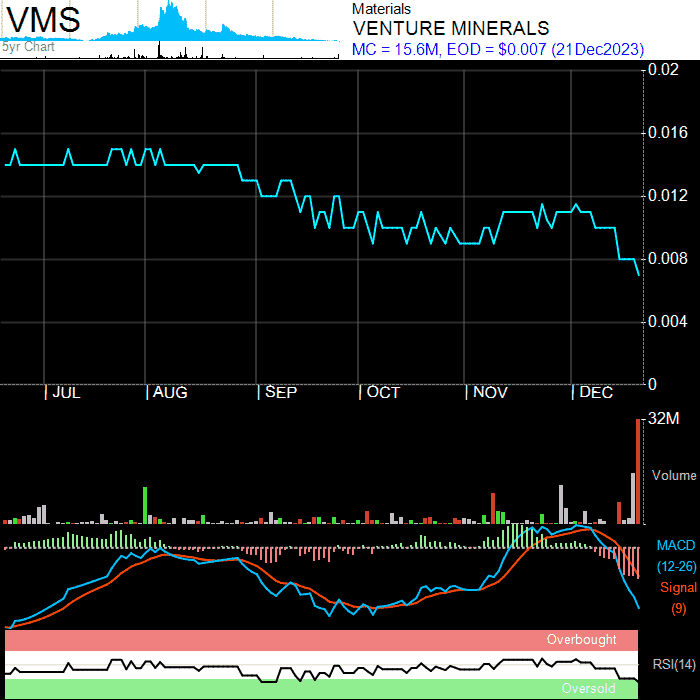 VMS
5yr Chart
Materials
VENTURE MINERALS
MC = 15.6M, EOD = $0.007 (21Dec2023)
0.02
0.016
0.012
0.008
0.004
0
JUL
AUG
SEP
OCT
NOV
DEC
32M
Volume
MACD
(12-26)
Signal
(9)
Overbought
RSI(14)
Oversold